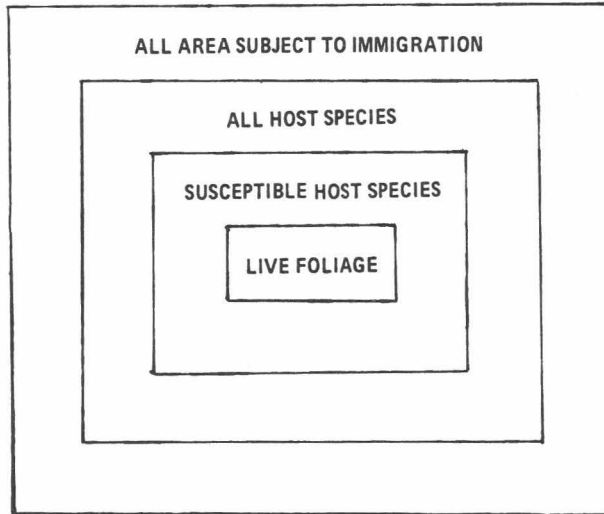 ALL AREA SUBJECT TO IMMIGRATION
ALL HOST SPECIES
SUSCEPTIBLE HOST SPECIES
LIVE FOLIAGE